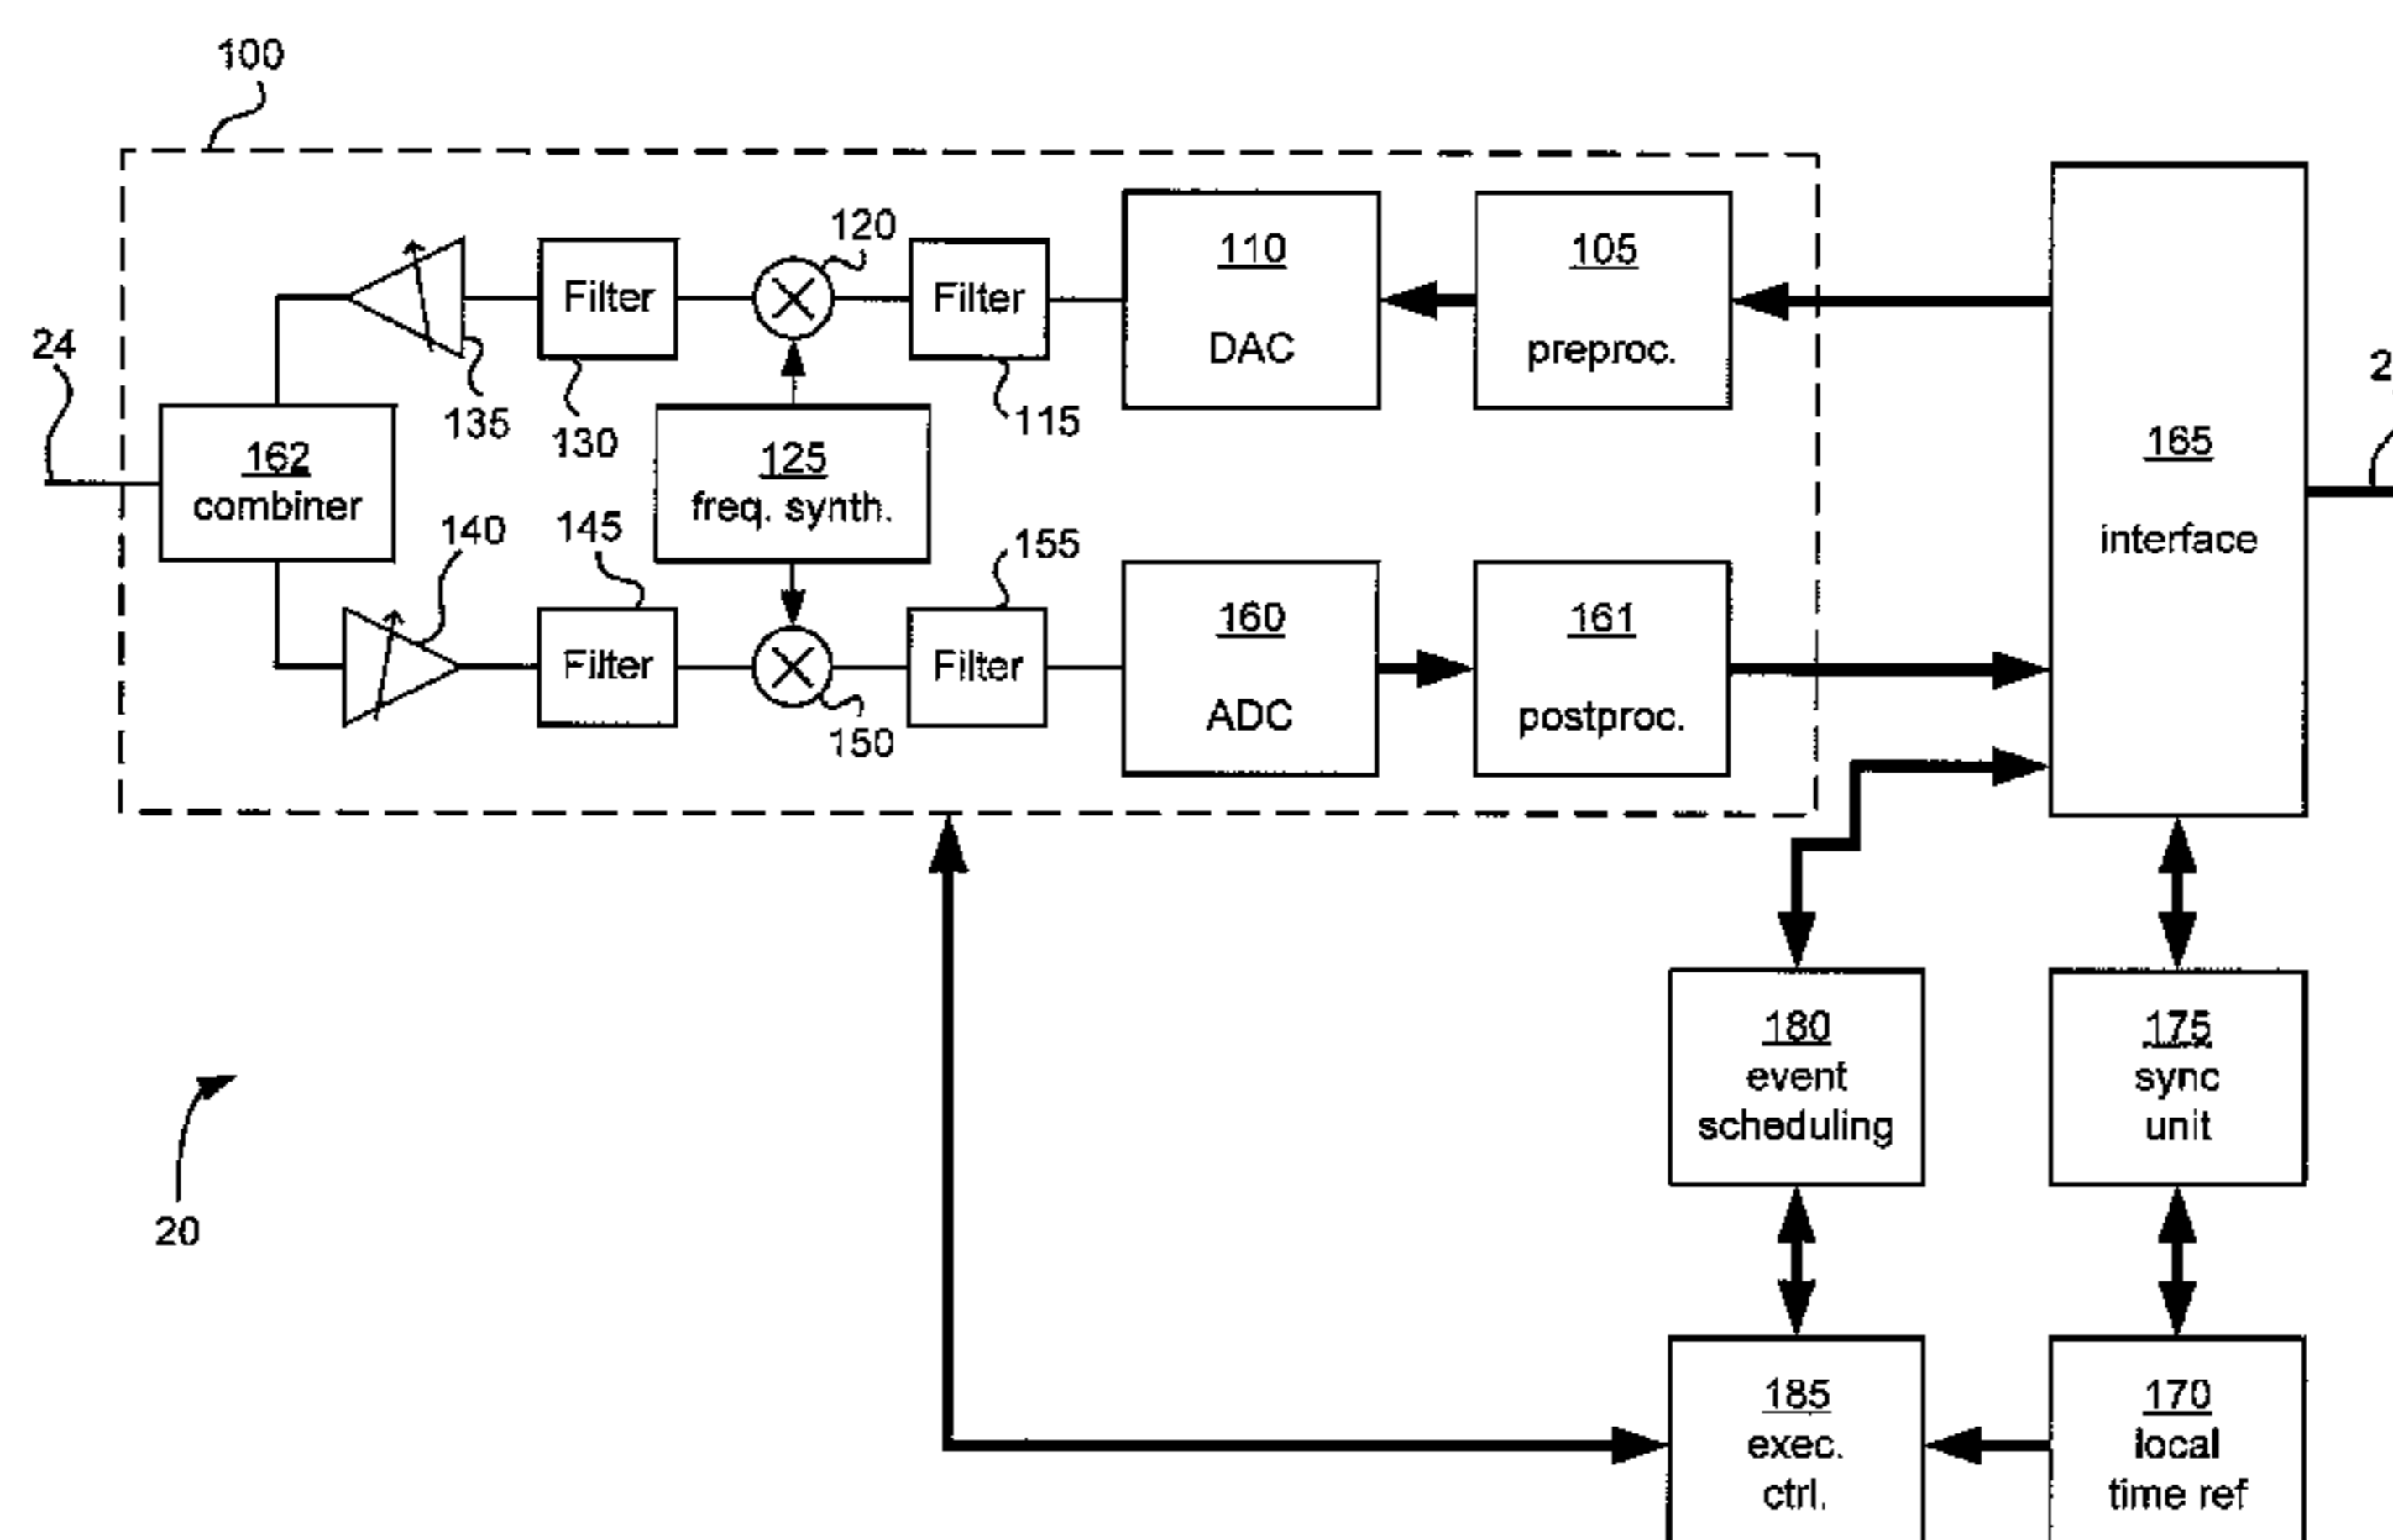 100
120
Filter
Filter
110
DAC
105
preproc.
24
135
130
115
162
combiner
125
freq. synth.
165
interface
140
145
155
Filter
Filter
160
ADC
161
postproc.
150
180
event
scheduling
175
sync
unit
20
185
exec.
ctrl.
170
local
time ref